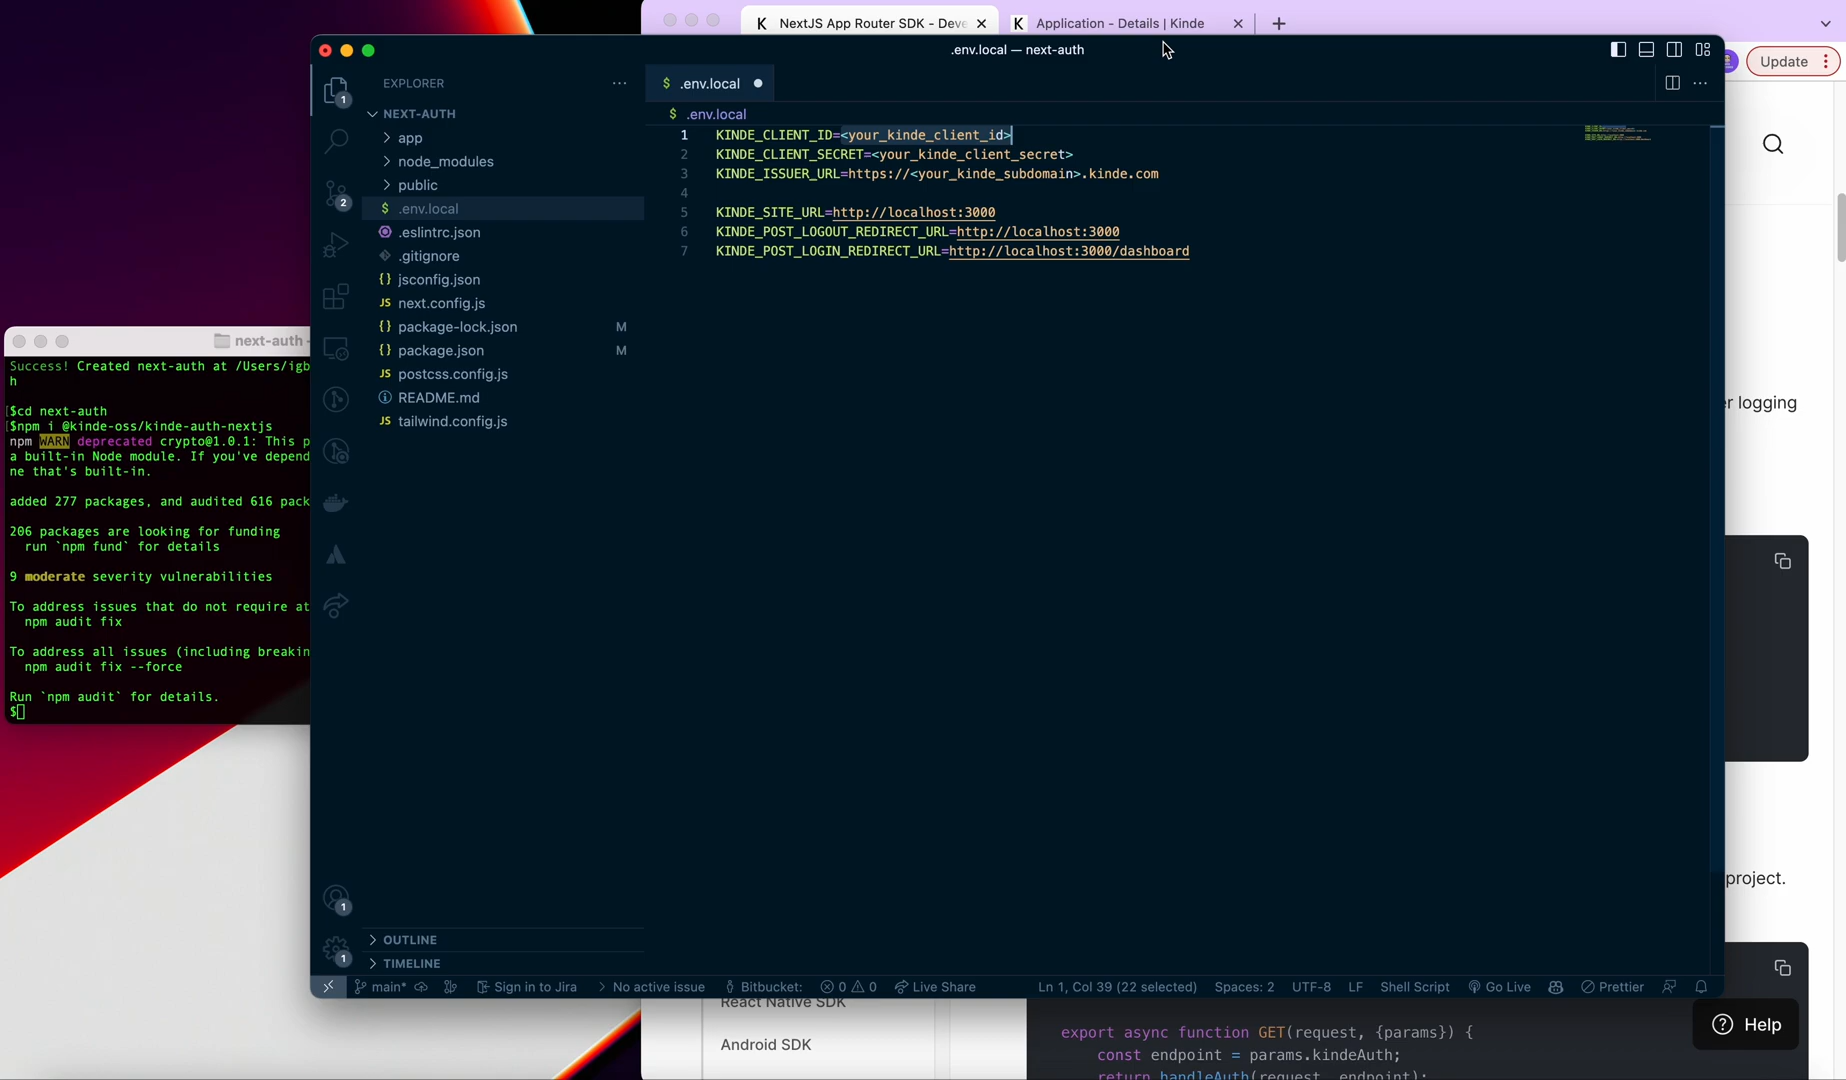 NextJS App Router SDK - Deve
Application - Details | Kinde
Update
.env.local — next-auth
EXPLORER
.env.local
NEXT-AUTH
app
node_modules
public
.env.local
.eslintrc.json
.gitignore
jsconfig.json
next.config.js
package-lock.json M
package.json M
postcss.config.js
README.md
tailwind.config.js
OUTLINE
TIMELINE
.env.local
1 KINDE_CLIENT_ID=<your_kinde_client_id>
2 KINDE_CLIENT_SECRET=<your_kinde_client_secret>
3 KINDE_ISSUER_URL=https://<your_kinde_subdomain>.kinde.com
4
5 KINDE_SITE_URL=http://localhost:3000
6 KINDE_POST_LOGOUT_REDIRECT_URL=http://localhost:3000
7 KINDE_POST_LOGIN_REDIRECT_URL=http://localhost:3000/dashboard
next-auth -
Success! Created next-auth at /Users/igb
h
$cd next-auth
$npm i @kinde-oss/kinde-auth-nextjs
npm WARN deprecated crypto@1.0.1: This p
a built-in Node module. If you've depend
ne that's built-in.
added 277 packages, and audited 616 pack
206 packages are looking for funding
run `npm fund` for details
9 moderate severity vulnerabilities
To address issues that do not require at
npm audit fix
To address all issues (including breakin
npm audit fix --force
Run `npm audit` for details.
$
main* Sign in to Jira No active issue Bitbucket: 0 0 Live Share Ln 1, Col 39 (22 selected) Spaces: 2 UTF-8 LF Shell Script Go Live Prettier
r logging
project.
React Native SDK
Android SDK
export async function GET(request, {params}) {
const endpoint = params.kindeAuth;
return handleAuth(request, endpoint);
Help